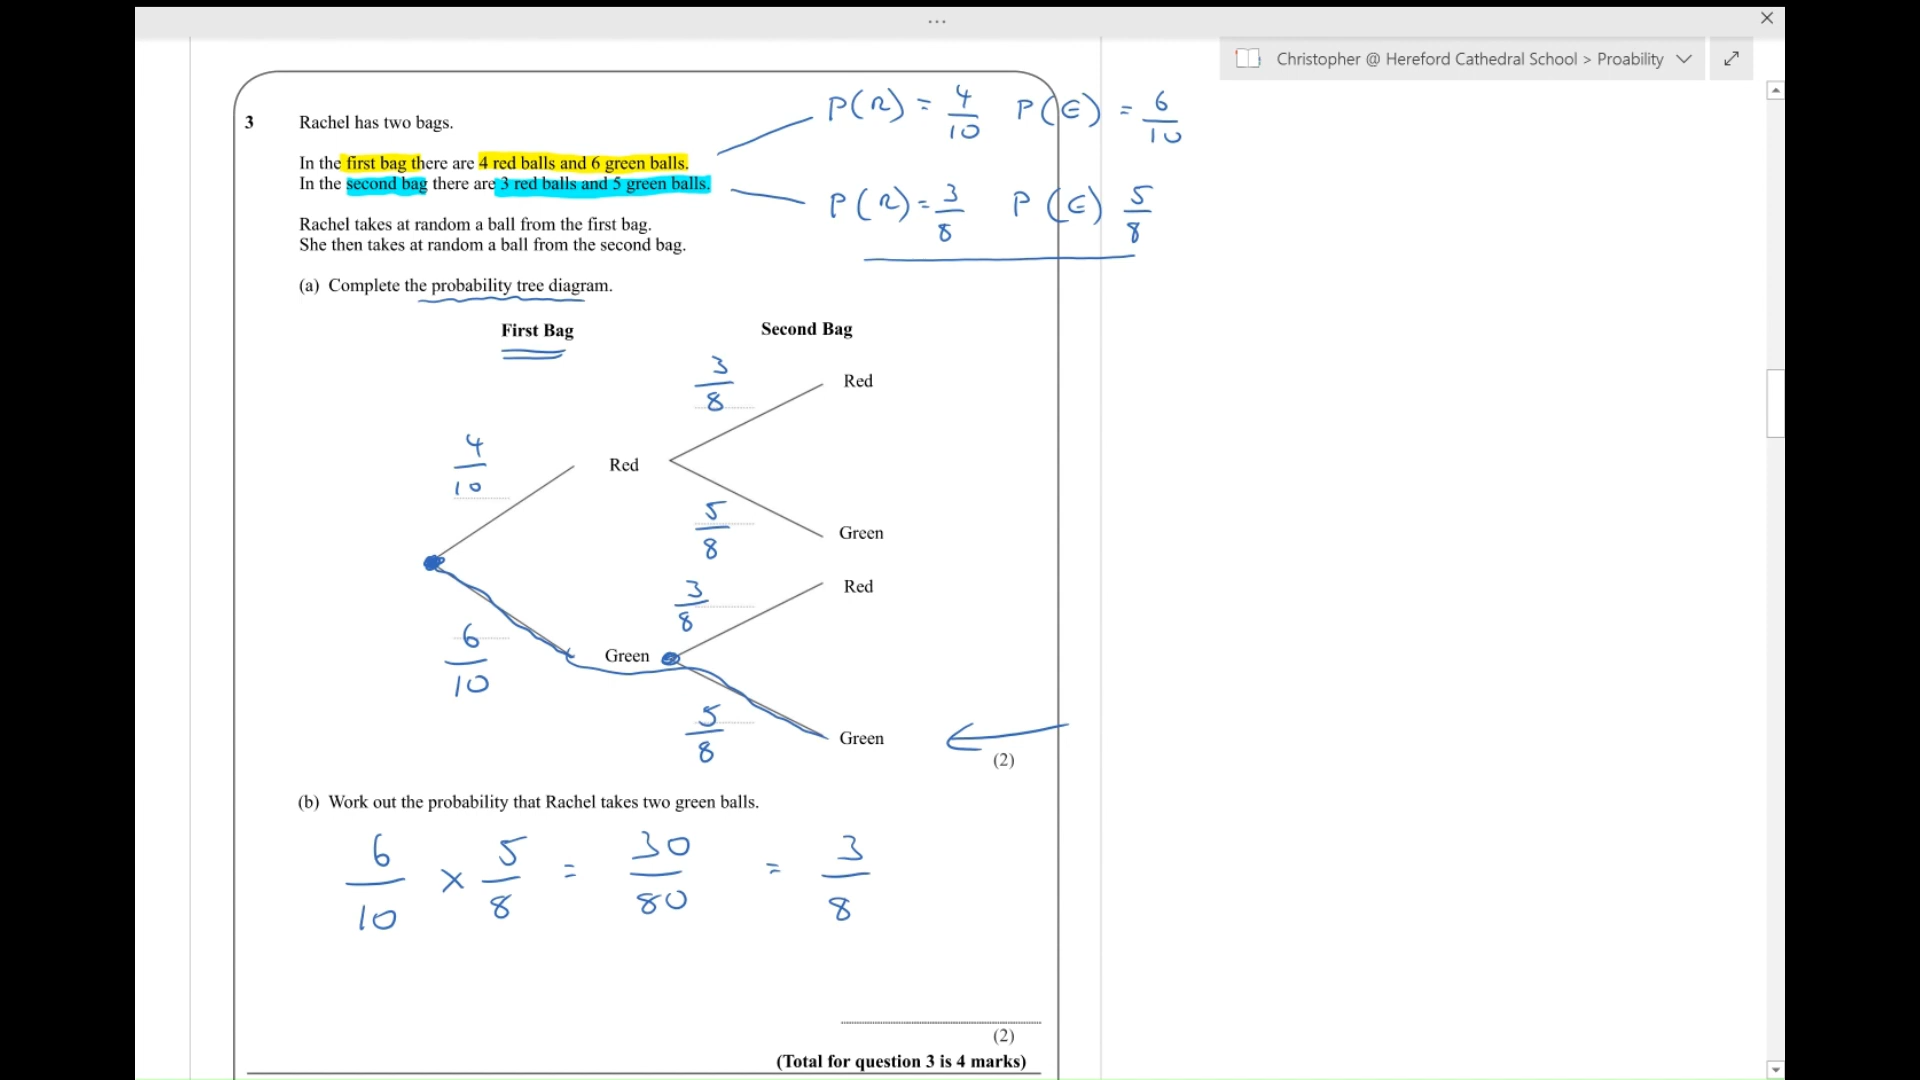 ...
Christopher @ Hereford Cathedral School > Proability
3 Rachel has two bags.
P(R) = 4/10 P(G) = 6/10
In the first bag there are 4 red balls and 6 green balls.
In the second bag there are 3 red balls and 5 green balls.
P(R) = 3/8 P(G) 5/8
Rachel takes at random a ball from the first bag.
She then takes at random a ball from the second bag.
(a) Complete the probability tree diagram.
First Bag Second Bag
3/8
Red
4/10
Red
5/8
Green
3/8
Red
6/10
Green
5/8
Green
(2)
(b) Work out the probability that Rachel takes two green balls.
6/10 × 5/8 = 30/80 = 3/8
(2)
(Total for question 3 is 4 marks)